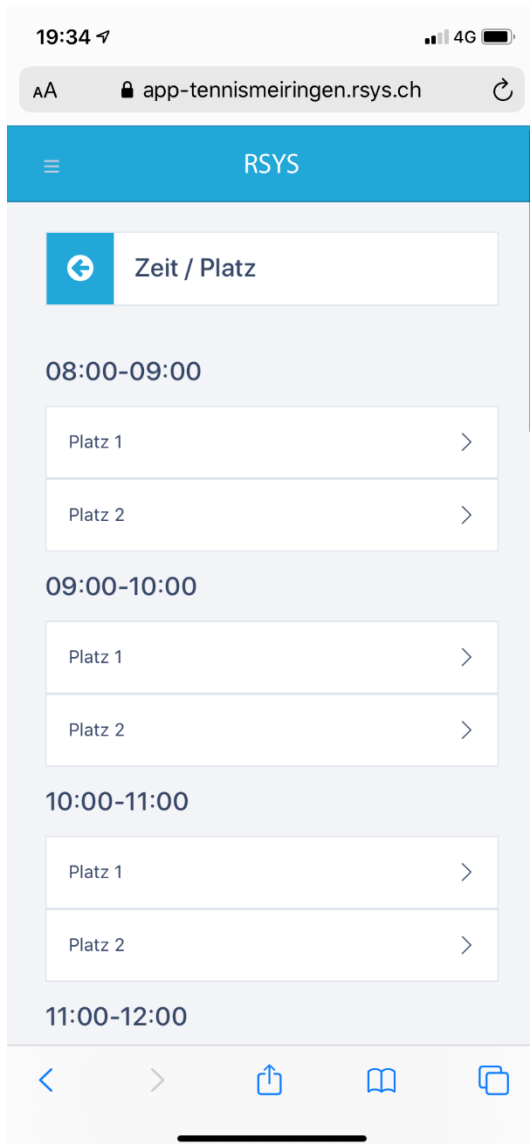 19:34
4G
AA app-tennismeiringen.rsys.ch
RSYS
Zeit / Platz
08:00-09:00
Platz 1
Platz 2
09:00-10:00
Platz 1
Platz 2
10:00-11:00
Platz 1
Platz 2
11:00-12:00